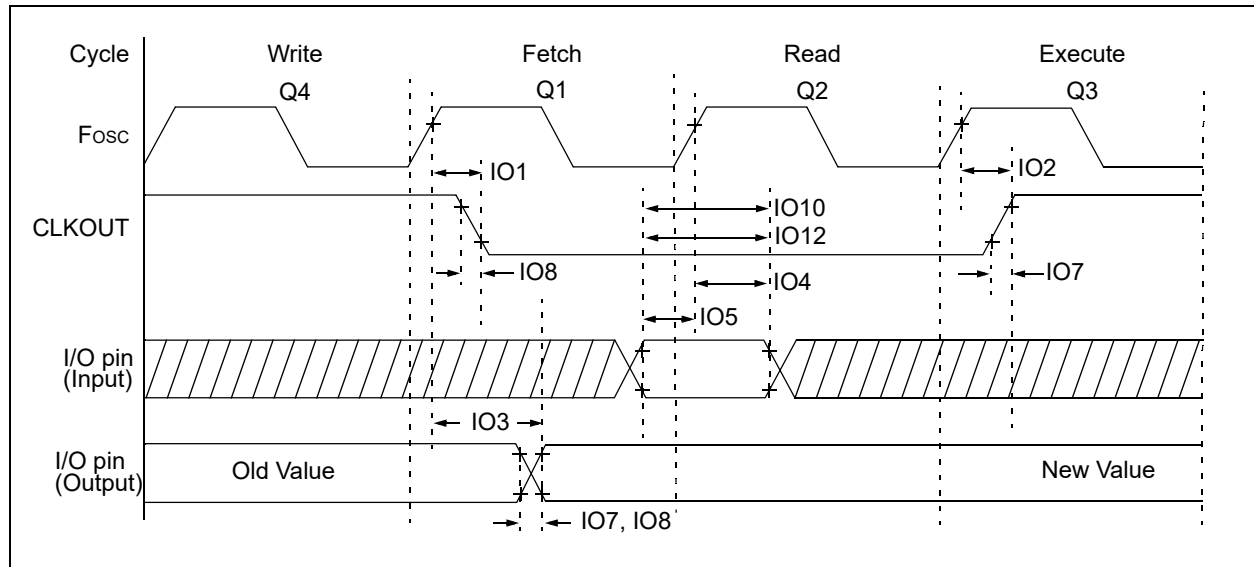 Cycle Write Fetch Read Execute
Q4 Q1 Q2 Q3
FOSC
IO1 IO2
CLKOUT
IO10
IO12
IO8 IO7
IO4
IO5
I/O pin
(Input)
IO3
I/O pin
(Output)
Old Value New Value
IO7, IO8